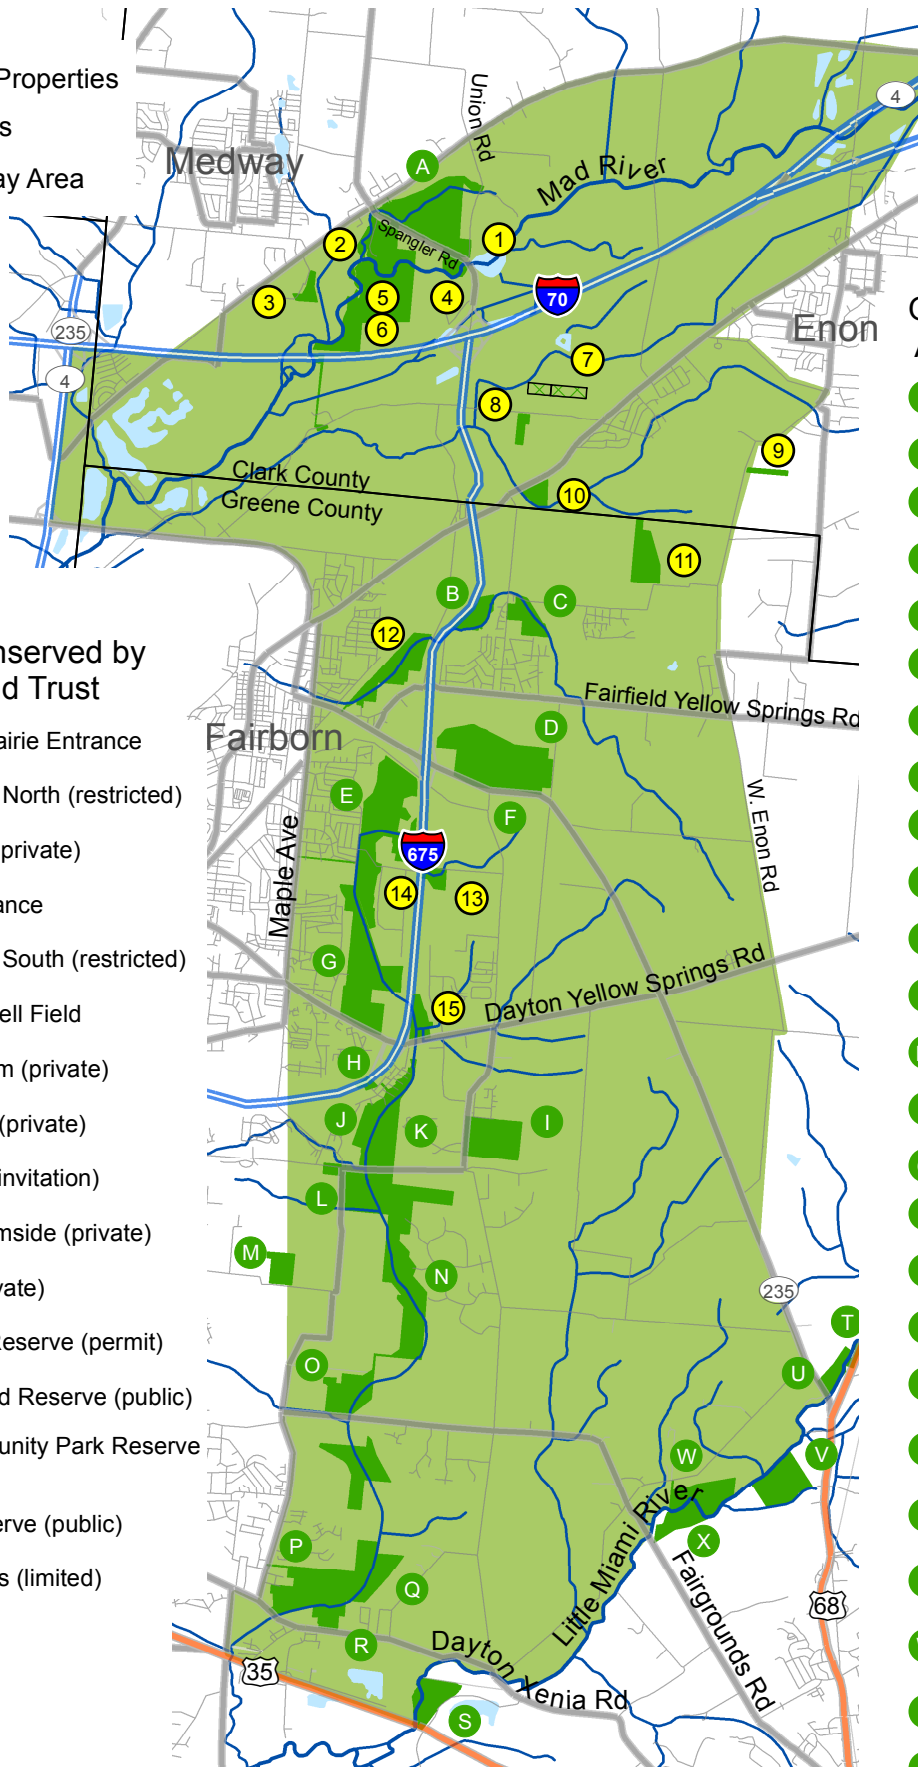 Properties
s
ay Area
Medway
Union Rd
Mad River
4
A
Spangler Rd
1
2
3
5
4
6
70
235
4
7
Enon
8
9
10
Clark County
Greene County
11
B
C
12
nserved by
d Trust
Fairfield Yellow Springs Rd
airie Entrance
Fairborn
D
North (restricted)
E
F
W. Enon Rd
private)
Maple Ave
675
14
13
ance
South (restricted)
G
15
Dayton Yellow Springs Rd
ell Field
m (private)
H
(private)
J
K
I
invitation)
L
mside (private)
M
N
vate)
235
T
Reserve (permit)
O
U
d Reserve (public)
unity Park Reserve
W
V
Little Miami River
X
erve (public)
P
Q
Fairgrounds Rd
s (limited)
68
R
35
Dayton Xenia Rd
S